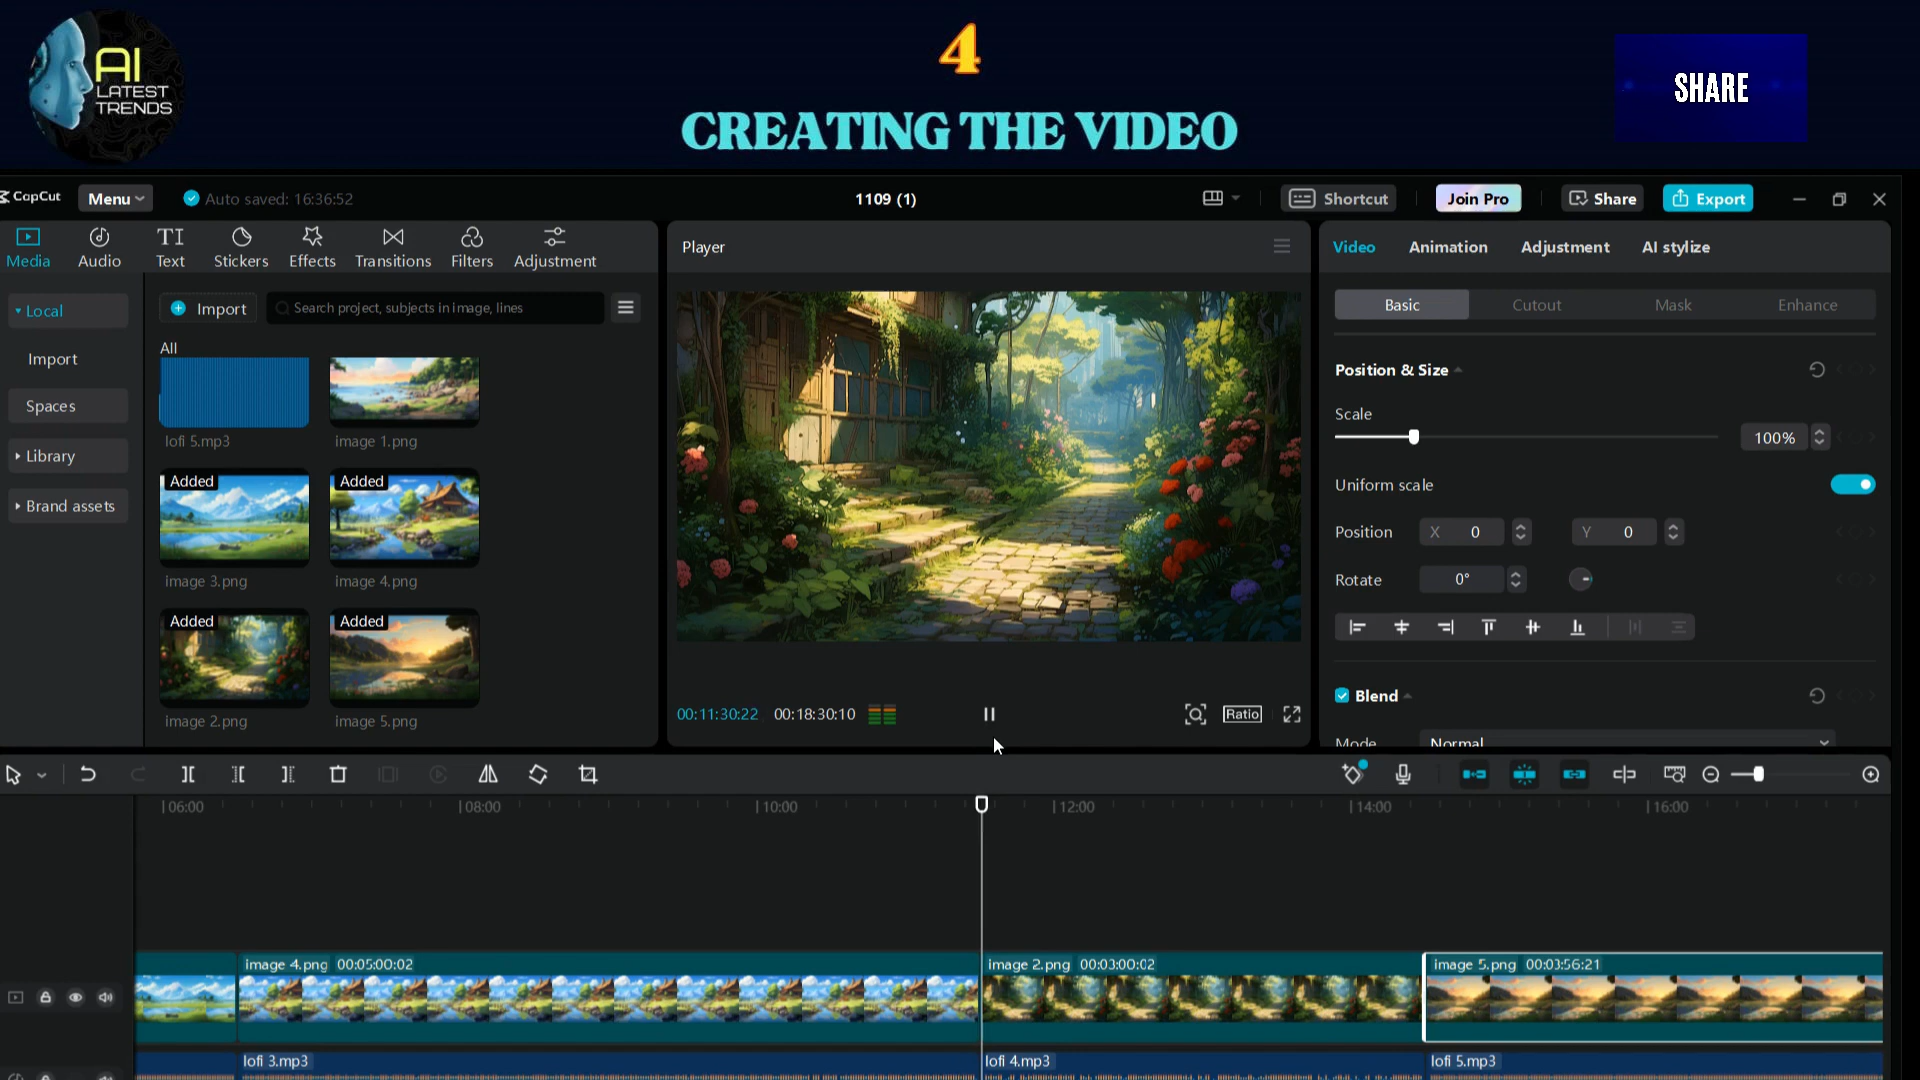 AI
LATEST
TRENDS
4
CREATING THE VIDEO
SHARE
CapCut
Menu
Auto saved: 16:36:52
1109 (1)
Shortcut
Join Pro
Share
Export
Media
Audio
TI
Text
Stickers
Effects
Transitions
Filters
Adjustment
Player
Video
Animation
Adjustment
AI stylize
Local
Import
Spaces
Library
Brand assets
Import
Search project, subjects in image, lines
All
lofi 5.mp3
image 1.png
Added
Added
image 3.png
image 4.png
Added
Added
image 2.png
image 5.png
00:11:30:22
00:18:30:10
Ratio
Basic
Cutout
Mask
Enhance
Position & Size
Scale
100%
Uniform scale
Position
X 0
Y 0
Rotate
0°
Blend
Mode
Normal
06:00
08:00
10:00
12:00
14:00
16:00
image 4.png 00:05:00:02
image 2.png 00:03:00:02
image 5.png 00:03:56:21
lofi 3.mp3
lofi 4.mp3
lofi 5.mp3